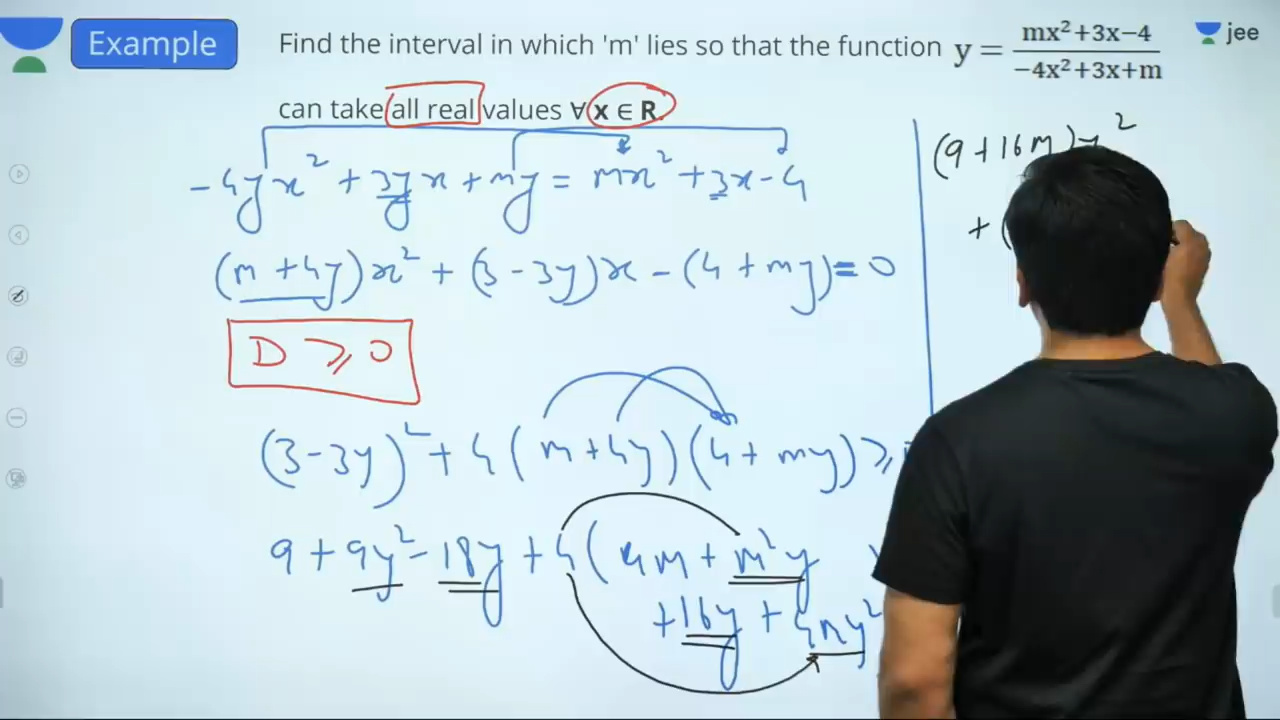 Example
Find the interval in which 'm' lies so that the function y = (mx²+3x−4)/(−4x²+3x+m)
jee
can take all real values ∀ x ∈ R.
-4yx² + 3yx + my = mx² + 3x - 4
(m + 4y)x² + (3 - 3y)x - (4 + my) = 0
D ⩾ 0
(3 - 3y)² + 4(m + 4y)(4 + my) ⩾
9 + 9y² - 18y + 4(4m + m²y
+ 16y + 4my²
(9 + 16m)y²
+ (